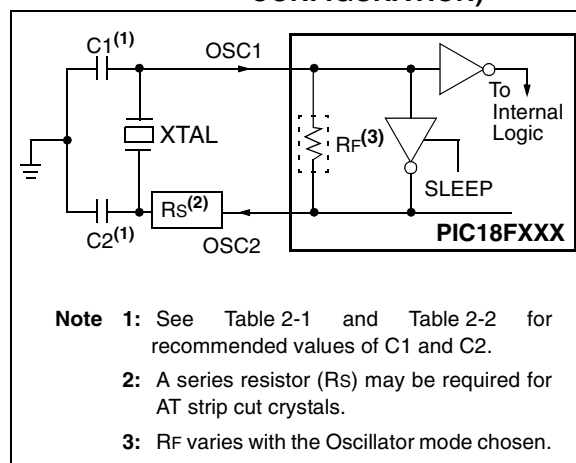 C1(1)
OSC1
To
Internal
Logic
XTAL
RF(3)
SLEEP
RS(2)
C2(1)
OSC2
PIC18FXXX
Note 1: See Table 2-1 and Table 2-2 for
recommended values of C1 and C2.
2: A series resistor (RS) may be required for
AT strip cut crystals.
3: RF varies with the Oscillator mode chosen.